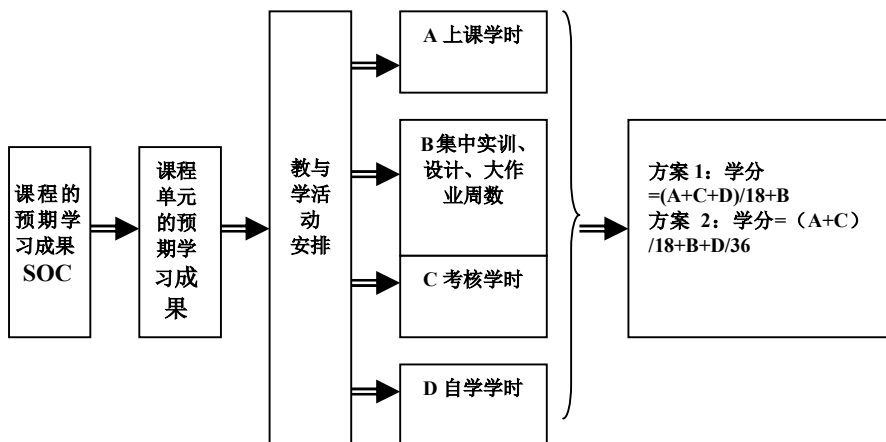 课程的
预期学
习成果
SOC
课程
单元
的预
期学
习成
果
教与
学活
动
安排
A 上课学时
B集中实训、
设计、大作
业周数
C 考核学时
D 自学学时
方案 1：学分
=(A+C+D)/18+B
方案 2：学分=（A+C）
/18+B+D/36